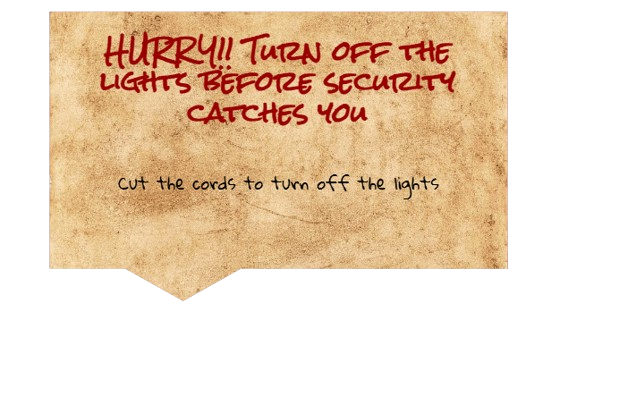 HURRY!! Turn off the
lights before security
catches you
Cut the cords to turn off the lights